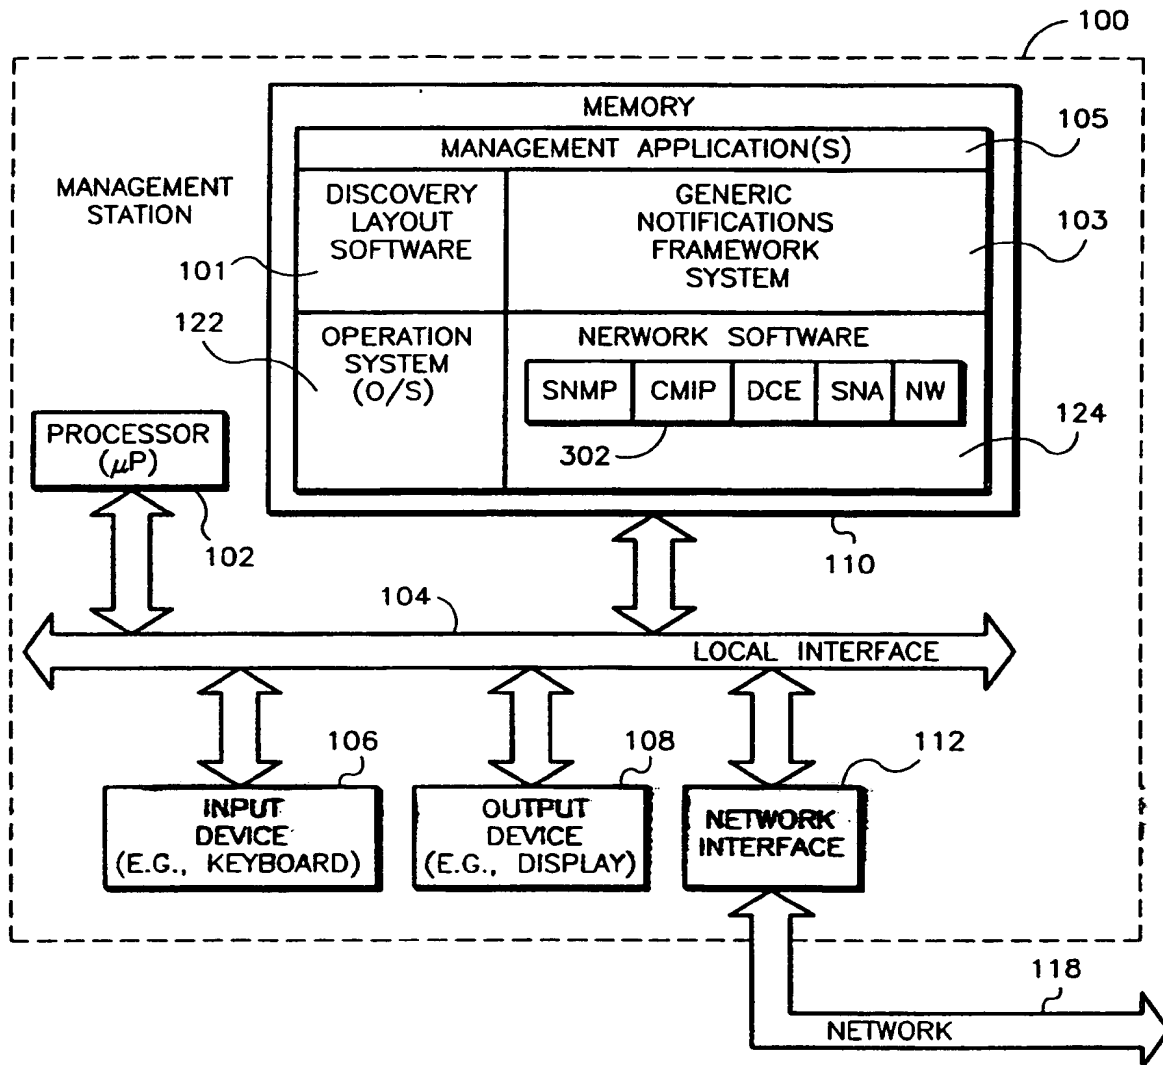 100
MEMORY
105
MANAGEMENT APPLICATION(S)
MANAGEMENT
STATION
DISCOVERY
LAYOUT
SOFTWARE
GENERIC
NOTIFICATIONS
FRAMEWORK
SYSTEM
103
101
122
OPERATION
SYSTEM
(O/S)
NERWORK SOFTWARE
SNMP
CMIP
DCE
SNA
NW
302
124
PROCESSOR
(µP)
102
110
104
LOCAL INTERFACE
106
108
112
INPUT
DEVICE
(E.G., KEYBOARD)
OUTPUT
DEVICE
(E.G., DISPLAY)
NETWORK
INTERFACE
118
NETWORK